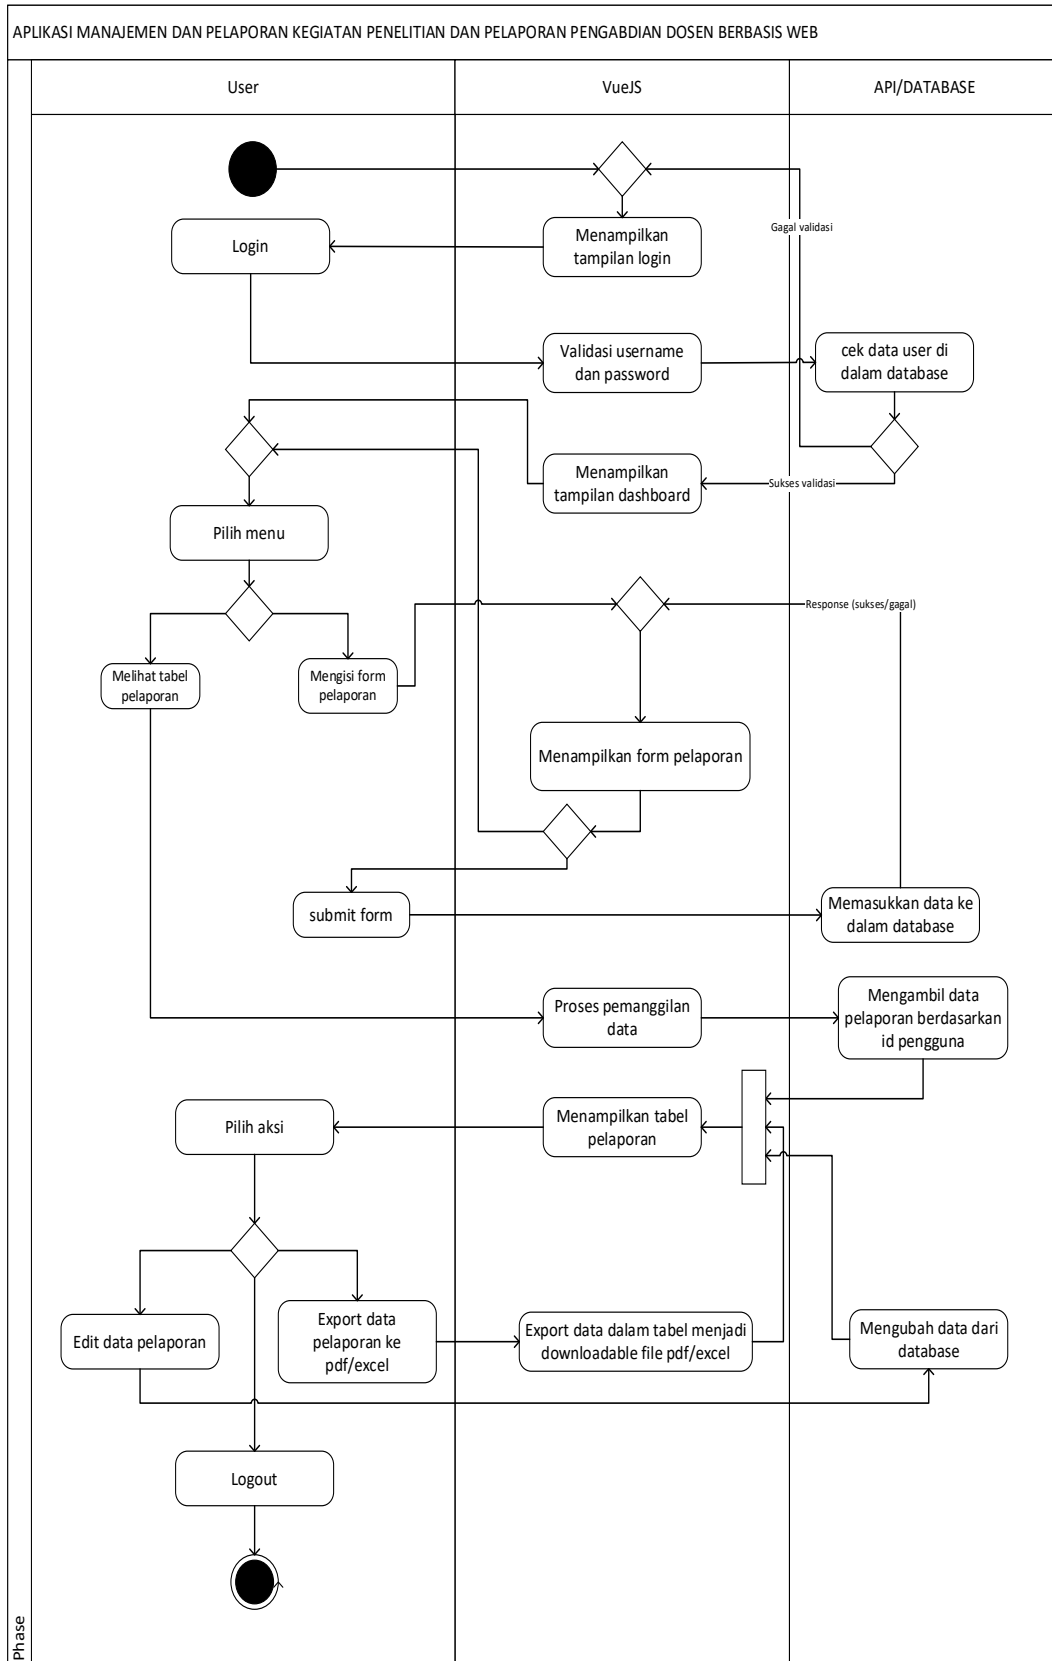 APLIKASI MANAJEMEN DAN PELAPORAN KEGIATAN PENELITIAN DAN PELAPORAN PENGABDIAN DOSEN BERBASIS WEB
User
VueJS
API/DATABASE
Gagal validasi
Login
Menampilkan
tampilan login
Validasi username
dan password
cek data user di
dalam database
Menampilkan
tampilan dashboard
Sukses validasi
Pilih menu
Response (sukses/gagal)
Melihat tabel
pelaporan
Mengisi form
pelaporan
Menampilkan form pelaporan
submit form
Memasukkan data ke
dalam database
Proses pemanggilan
data
Mengambil data
pelaporan berdasarkan
id pengguna
Pilih aksi
Menampilkan tabel
pelaporan
Edit data pelaporan
Export data
pelaporan ke
pdf/excel
Export data dalam tabel menjadi
downloadable file pdf/excel
Mengubah data dari
database
Logout
Phase